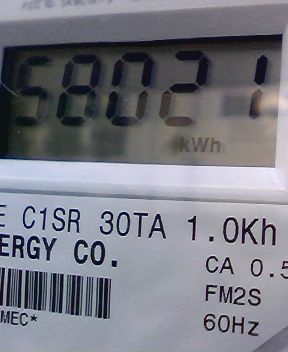 58021
kWh
E C1SR 30TA 1.0Kh
ERGY CO.
CA 0.5
FM2S
MEC*
60Hz